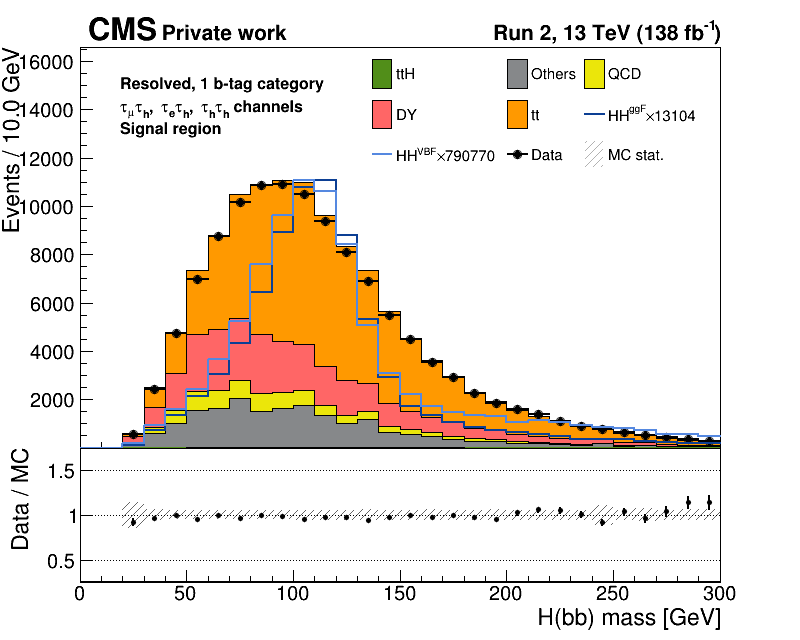 CMS Private work
Run 2, 13 TeV (138 fb⁻¹)
Events / 10.0 GeV
16000
14000
12000
10000
8000
6000
4000
2000
Resolved, 1 b-tag category
τ_μτ_h, τ_eτ_h, τ_hτ_h channels
Signal region
ttH
Others
QCD
DY
tt
HH^ggF×13104
HH^VBF×790770
Data
MC stat.
Data / MC
1.5
1
0.5
0
50
100
150
200
250
300
H(bb) mass [GeV]